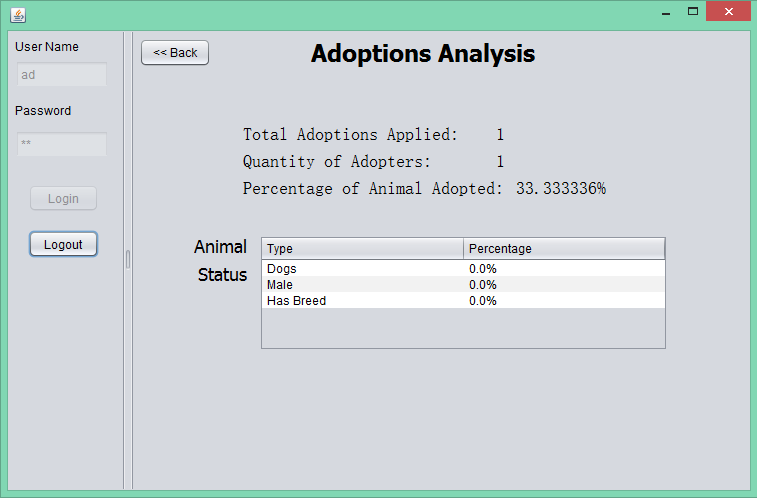 User Name
ad
Password
**
Login
Logout
<< Back
Adoptions Analysis
Total Adoptions Applied: 1
Quantity of Adopters: 1
Percentage of Animal Adopted: 33.333336%
Animal Status
Type Percentage
Dogs 0.0%
Male 0.0%
Has Breed 0.0%